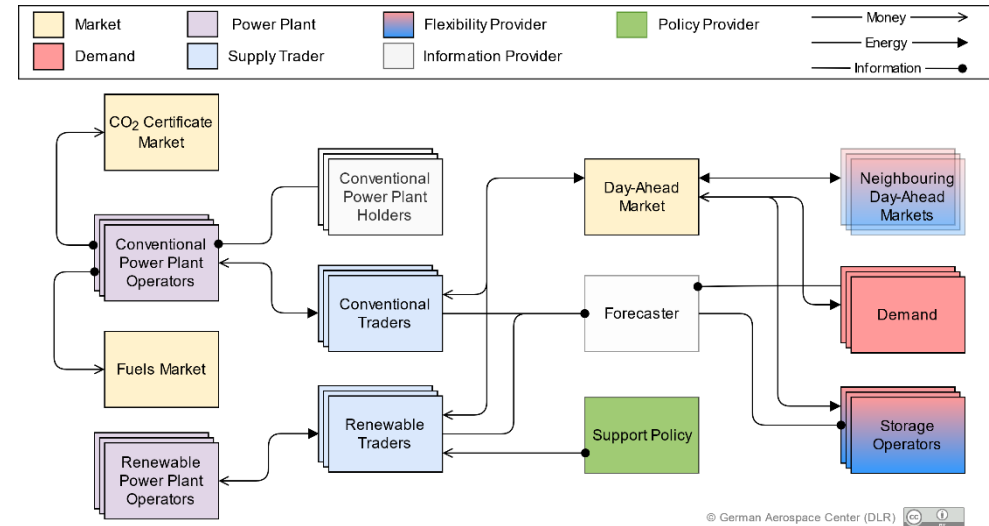 Market
Power Plant
Flexibility Provider
Policy Provider
Money
Demand
Supply Trader
Information Provider
Energy
Information
CO2 Certificate
Market
Conventional
Power Plant
Holders
Day-Ahead
Market
Neighbouring
Day-Ahead
Markets
Conventional
Power Plant
Operators
Conventional
Traders
Forecaster
Demand
Fuels Market
Renewable
Traders
Support Policy
Storage
Operators
Renewable
Power Plant
Operators
© German Aerospace Center (DLR)
cc